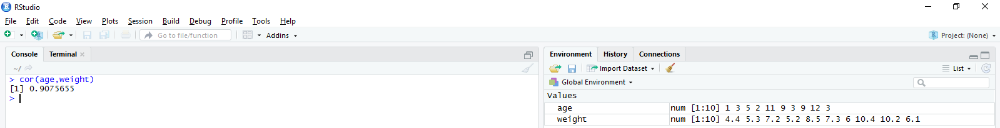 RStudio
File Edit Code View Plots Session Build Debug Profile Tools Help
Go to file/function Addins Project: (None)
Console Terminal
~/
> cor(age,weight)
[1] 0.9075655
>
Environment History Connections
Import Dataset List
Global Environment
Values
age num [1:10] 1 3 5 2 11 9 3 9 12 3
weight num [1:10] 4.4 5.3 7.2 5.2 8.5 7.3 6 10.4 10.2 6.1